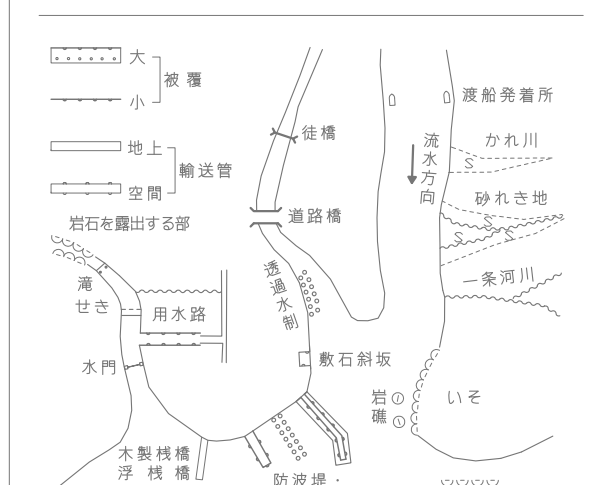 大
被覆
小
地上
輸送管
空間
岩石を露出する部
滝
せき
用水路
水門
木製桟橋
浮桟橋
徒橋
道路橋
透過水制
敷石斜坂
防波堤・
渡船発着所
流水方向
かれ川
砂れき地
一条河川
岩礁
いそ